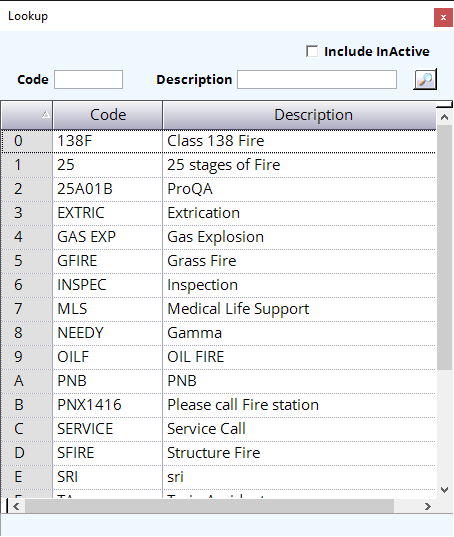 Lookup x
Include InActive
Code Description
Code Description
0 138F Class 138 Fire
1 25 25 stages of Fire
2 25A01B ProQA
3 EXTRIC Extrication
4 GAS EXP Gas Explosion
5 GFIRE Grass Fire
6 INSPEC Inspection
7 MLS Medical Life Support
8 NEEDY Gamma
9 OILF OIL FIRE
A PNB PNB
B PNX1416 Please call Fire station
C SERVICE Service Call
D SFIRE Structure Fire
E SRI sri